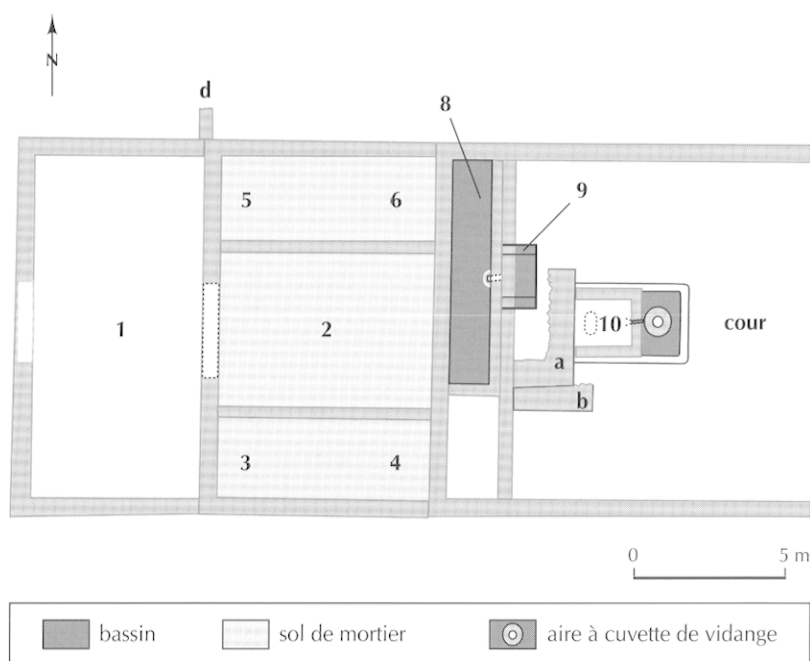 N
d
8
5 6 9
1 2 10 cour
a
b
3 4
0 5 m
bassin sol de mortier aire à cuvette de vidange